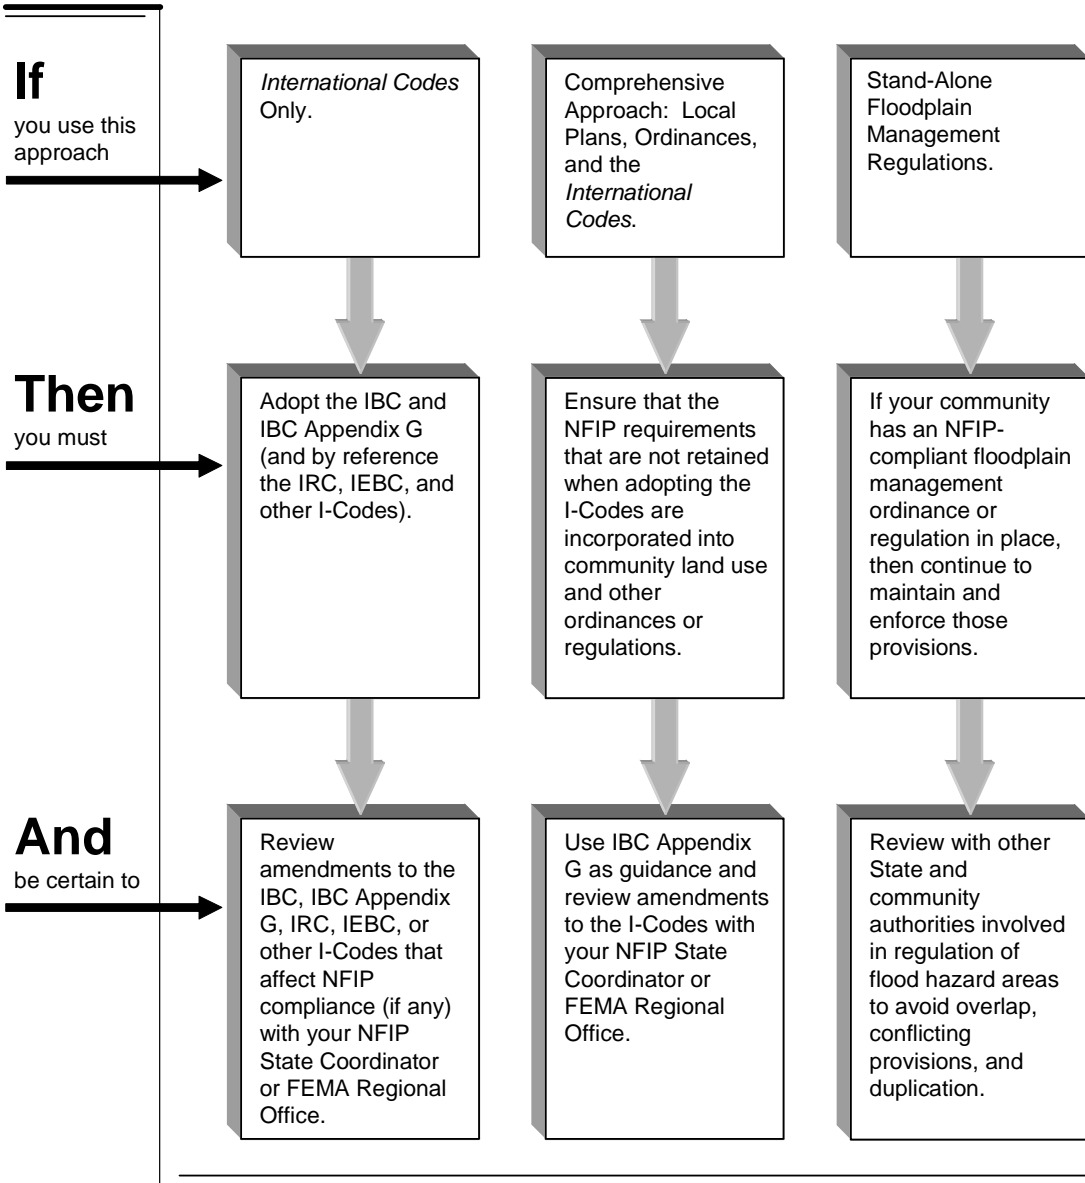 If
you use this
approach
International Codes
Only.
Comprehensive
Approach:  Local
Plans, Ordinances,
and the
International
Codes.
Stand-Alone
Floodplain
Management
Regulations.
Then
you must
Adopt the IBC and
IBC Appendix G
(and by reference
the IRC, IEBC, and
other I-Codes).
Ensure that the
NFIP requirements
that are not retained
when adopting the
I-Codes are
incorporated into
community land use
and other
ordinances or
regulations.
If your community
has an NFIP-
compliant floodplain
management
ordinance or
regulation in place,
then continue to
maintain and
enforce those
provisions.
And
be certain to
Review
amendments to the
IBC, IBC Appendix
G, IRC, IEBC, or
other I-Codes that
affect NFIP
compliance (if any)
with your NFIP
State Coordinator
or FEMA Regional
Office.
Use IBC Appendix
G as guidance and
review amendments
to the I-Codes with
your NFIP State
Coordinator or
FEMA Regional
Office.
Review with other
State and
community
authorities involved
in regulation of
flood hazard areas
to avoid overlap,
conflicting
provisions, and
duplication.